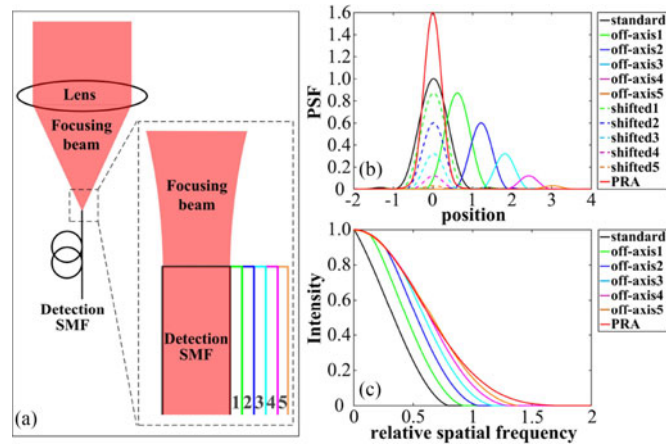 Lens
Focusing
beam
Detection
SMF
(a)
Focusing
beam
Detection
SMF
1 2 3 4 5
PSF
1.6
1.4
1.2
1.0
0.8
0.6
0.4
0.2
0
(b)
-2 -1 0 1 2 3 4
position
standard
off-axis1
off-axis2
off-axis3
off-axis4
off-axis5
shifted1
shifted2
shifted3
shifted4
shifted5
PRA
Intensity
1.0
0.8
0.6
0.4
0.2
0.0
(c)
0 0.5 1 1.5 2
relative spatial frequency
standard
off-axis1
off-axis2
off-axis3
off-axis4
off-axis5
PRA